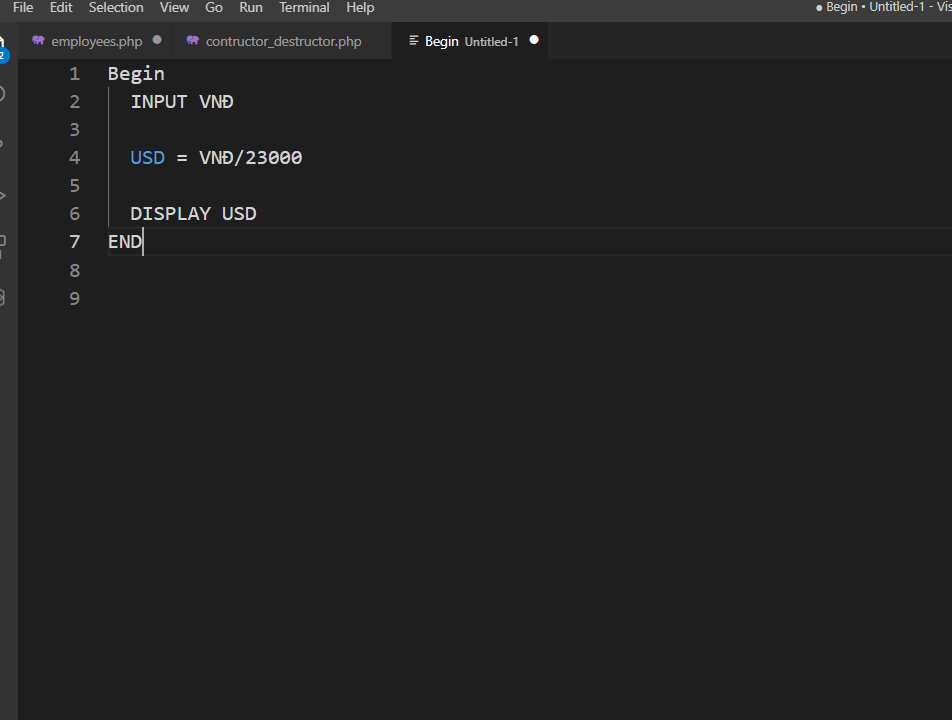 File Edit Selection View Go Run Terminal Help ● Begin • Untitled-1 -
2
employees.php ● contructor_destructor.php Begin Untitled-1 ●
1 Begin
2 INPUT VNĐ
3
4 USD = VNĐ/23000
5
6 DISPLAY USD
7 END
8
9